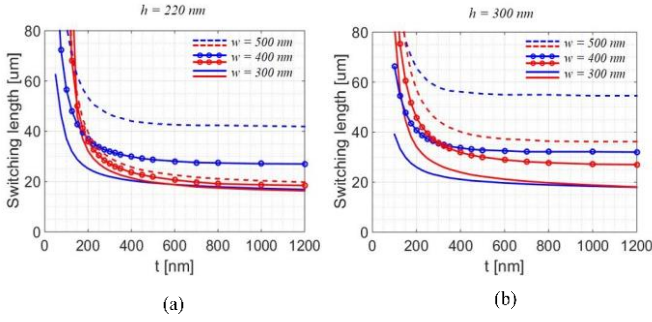 h = 220 nm
80
60
40
20
0
Switching length [um]
w = 500 nm
w = 400 nm
w = 300 nm
0 200 400 600 800 1000 1200
t [nm]
(a)
h = 300 nm
80
60
40
20
0
Switching length [um]
w = 500 nm
w = 400 nm
w = 300 nm
0 200 400 600 800 1000 1200
t [nm]
(b)